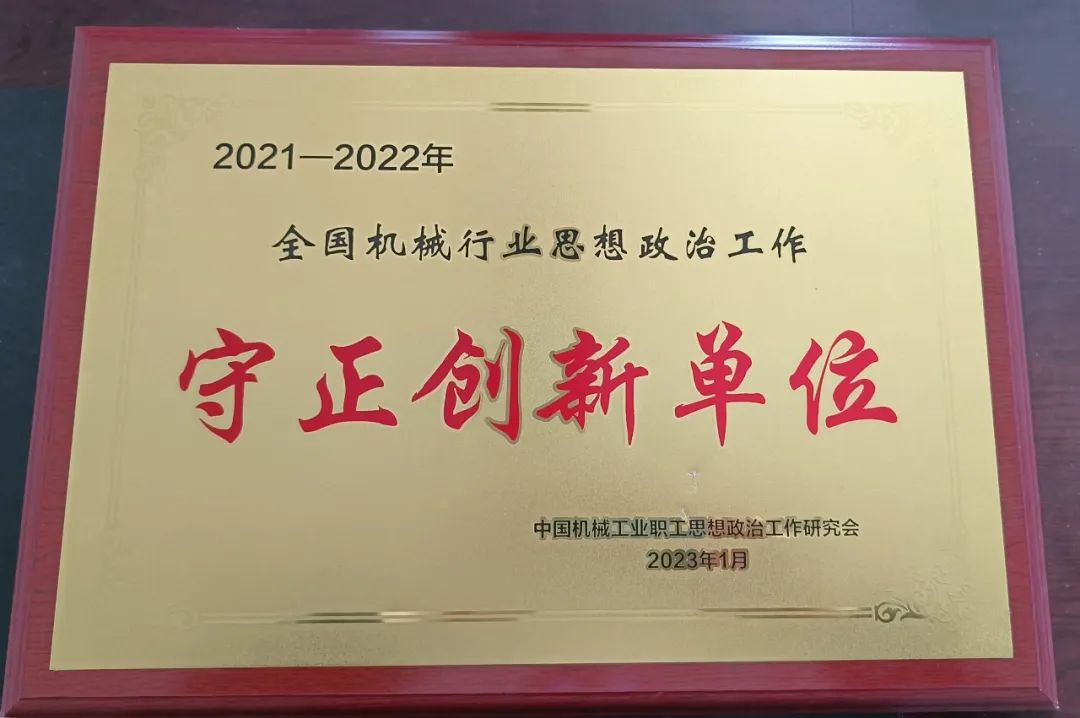 2021—2022年
全国机械行业思想政治工作
守正创新单位
中国机械工业职工思想政治工作研究会
2023年1月